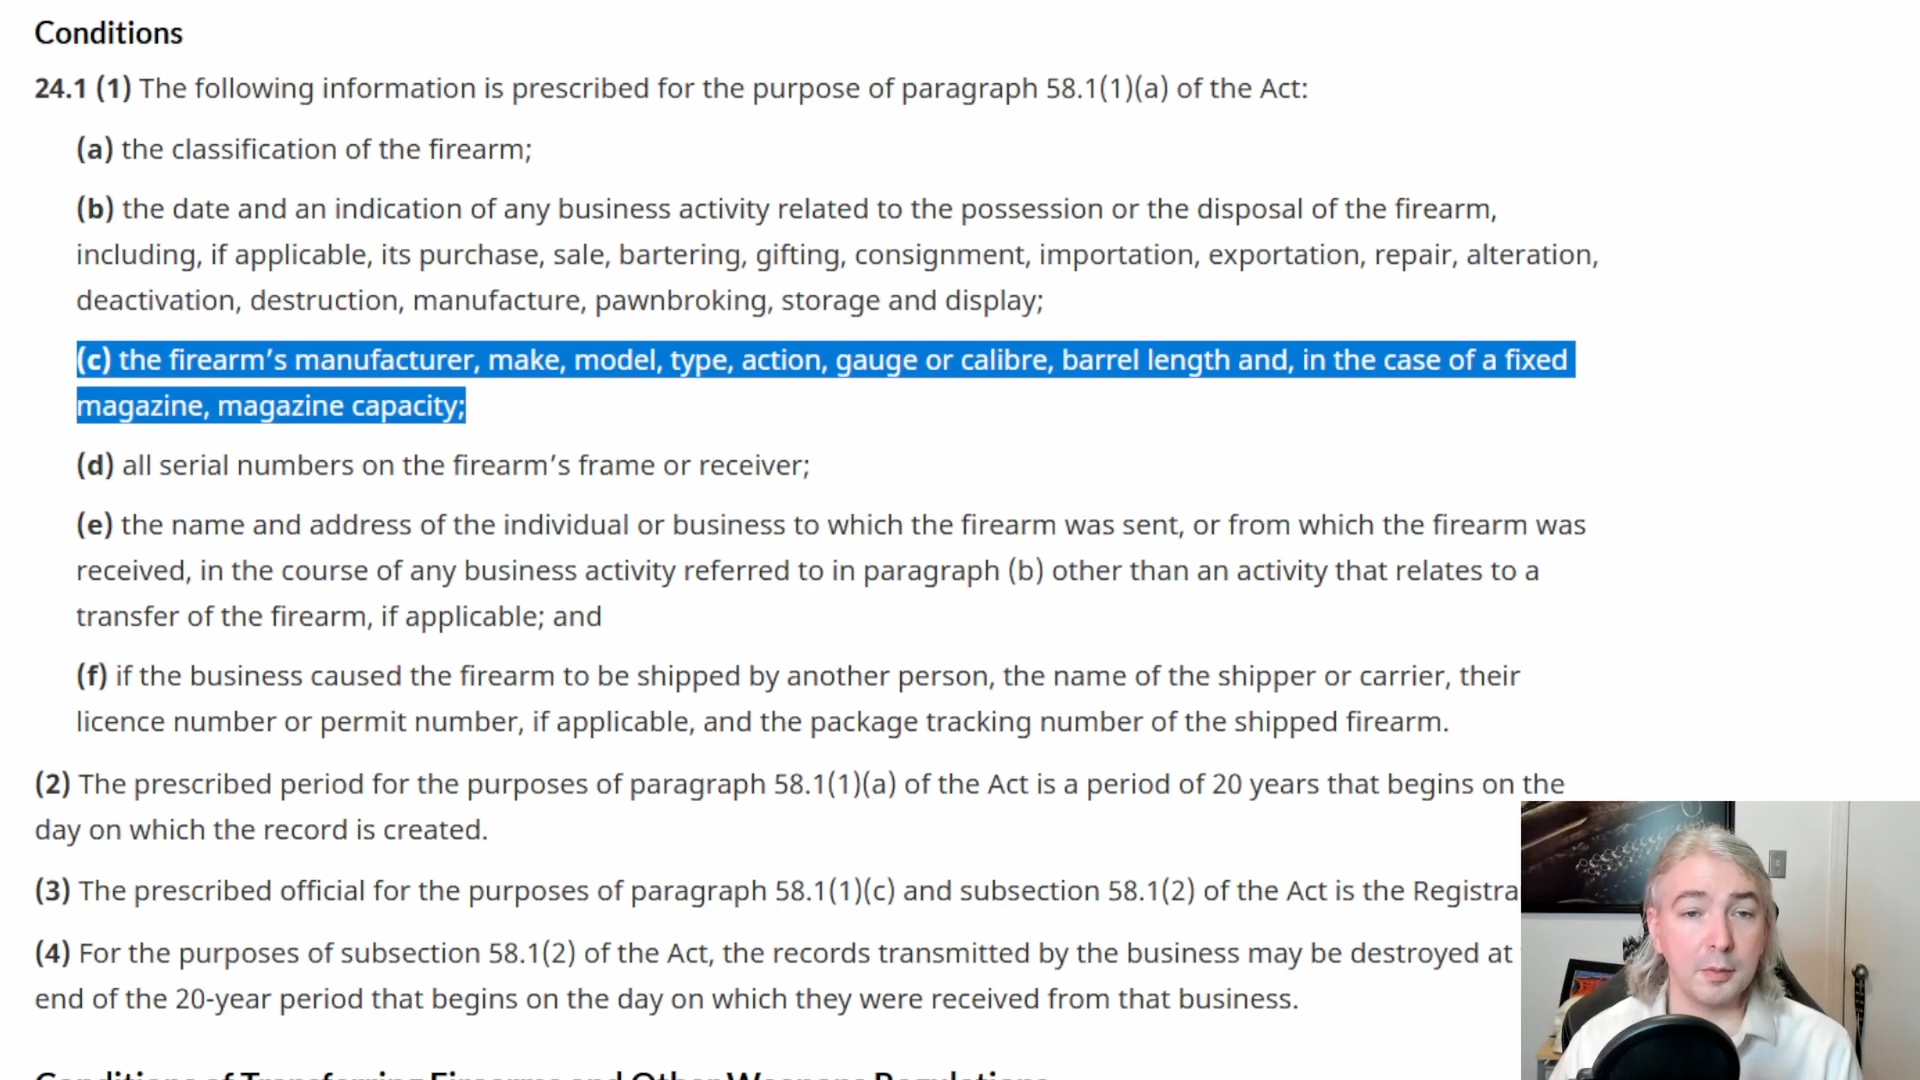 Conditions
24.1 (1) The following information is prescribed for the purpose of paragraph 58.1(1)(a) of the Act:
(a) the classification of the firearm;
(b) the date and an indication of any business activity related to the possession or the disposal of the firearm,
including, if applicable, its purchase, sale, bartering, gifting, consignment, importation, exportation, repair, alteration,
deactivation, destruction, manufacture, pawnbroking, storage and display;
(c) the firearm’s manufacturer, make, model, type, action, gauge or calibre, barrel length and, in the case of a fixed
magazine, magazine capacity;
(d) all serial numbers on the firearm’s frame or receiver;
(e) the name and address of the individual or business to which the firearm was sent, or from which the firearm was
received, in the course of any business activity referred to in paragraph (b) other than an activity that relates to a
transfer of the firearm, if applicable; and
(f) if the business caused the firearm to be shipped by another person, the name of the shipper or carrier, their
licence number or permit number, if applicable, and the package tracking number of the shipped firearm.
(2) The prescribed period for the purposes of paragraph 58.1(1)(a) of the Act is a period of 20 years that begins on the
day on which the record is created.
(3) The prescribed official for the purposes of paragraph 58.1(1)(c) and subsection 58.1(2) of the Act is the Registra
(4) For the purposes of subsection 58.1(2) of the Act, the records transmitted by the business may be destroyed at
end of the 20-year period that begins on the day on which they were received from that business.
Conditions of Transferring Firearms and Other Weapons Regulations